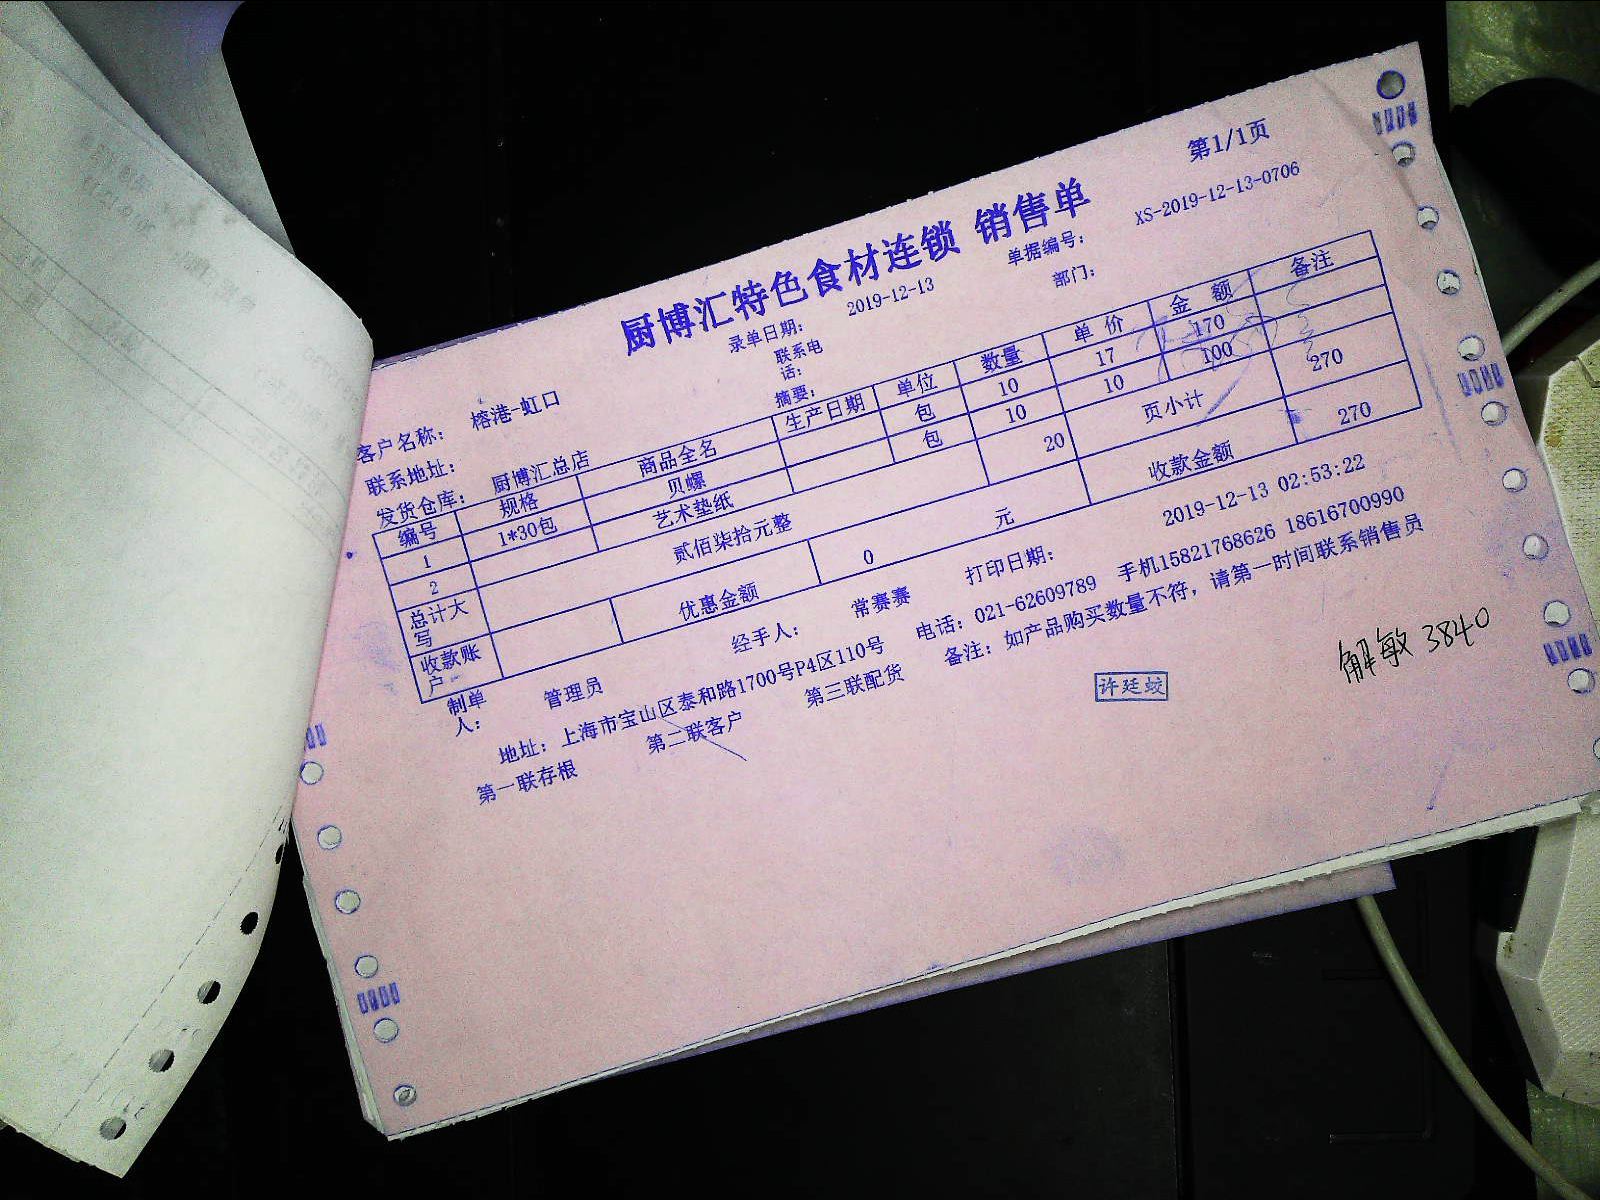 第1/1页
厨博汇特色食材连锁 销售单
录单日期： 2019-12-13 单据编号： XS-2019-12-13-0706
客户名称： 榕港-虹口 联系电话： 部门：
联系地址： 摘要：
发货仓库： 厨博汇总店
编号 规格 商品全名 生产日期 单位 数量 单 价 金 额 备注
1 1*30包 贝螺 包 10 17 170
2 艺术垫纸 包 10 10 100
总计大写 贰佰柒拾元整 20 页小计 270
收款账户 优惠金额 0 元 收款金额 270
制单人： 管理员 经手人： 常赛赛 打印日期： 2019-12-13 02:53:22
地址：上海市宝山区泰和路1700号P4区110号 电话：021-62609789 手机15821768626 18616700990
第一联存根 第二联客户 第三联配货 备注：如产品购买数量不符，请第一时间联系销售员
许廷蛟
解敏 3840